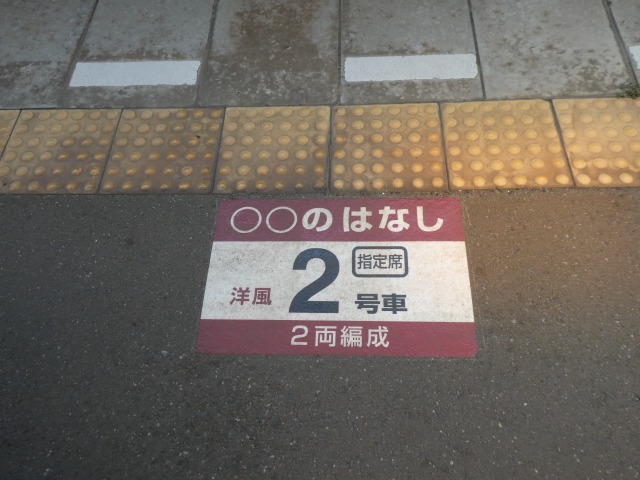 ○○のはなし
洋風 2 指定席
号車
2両編成